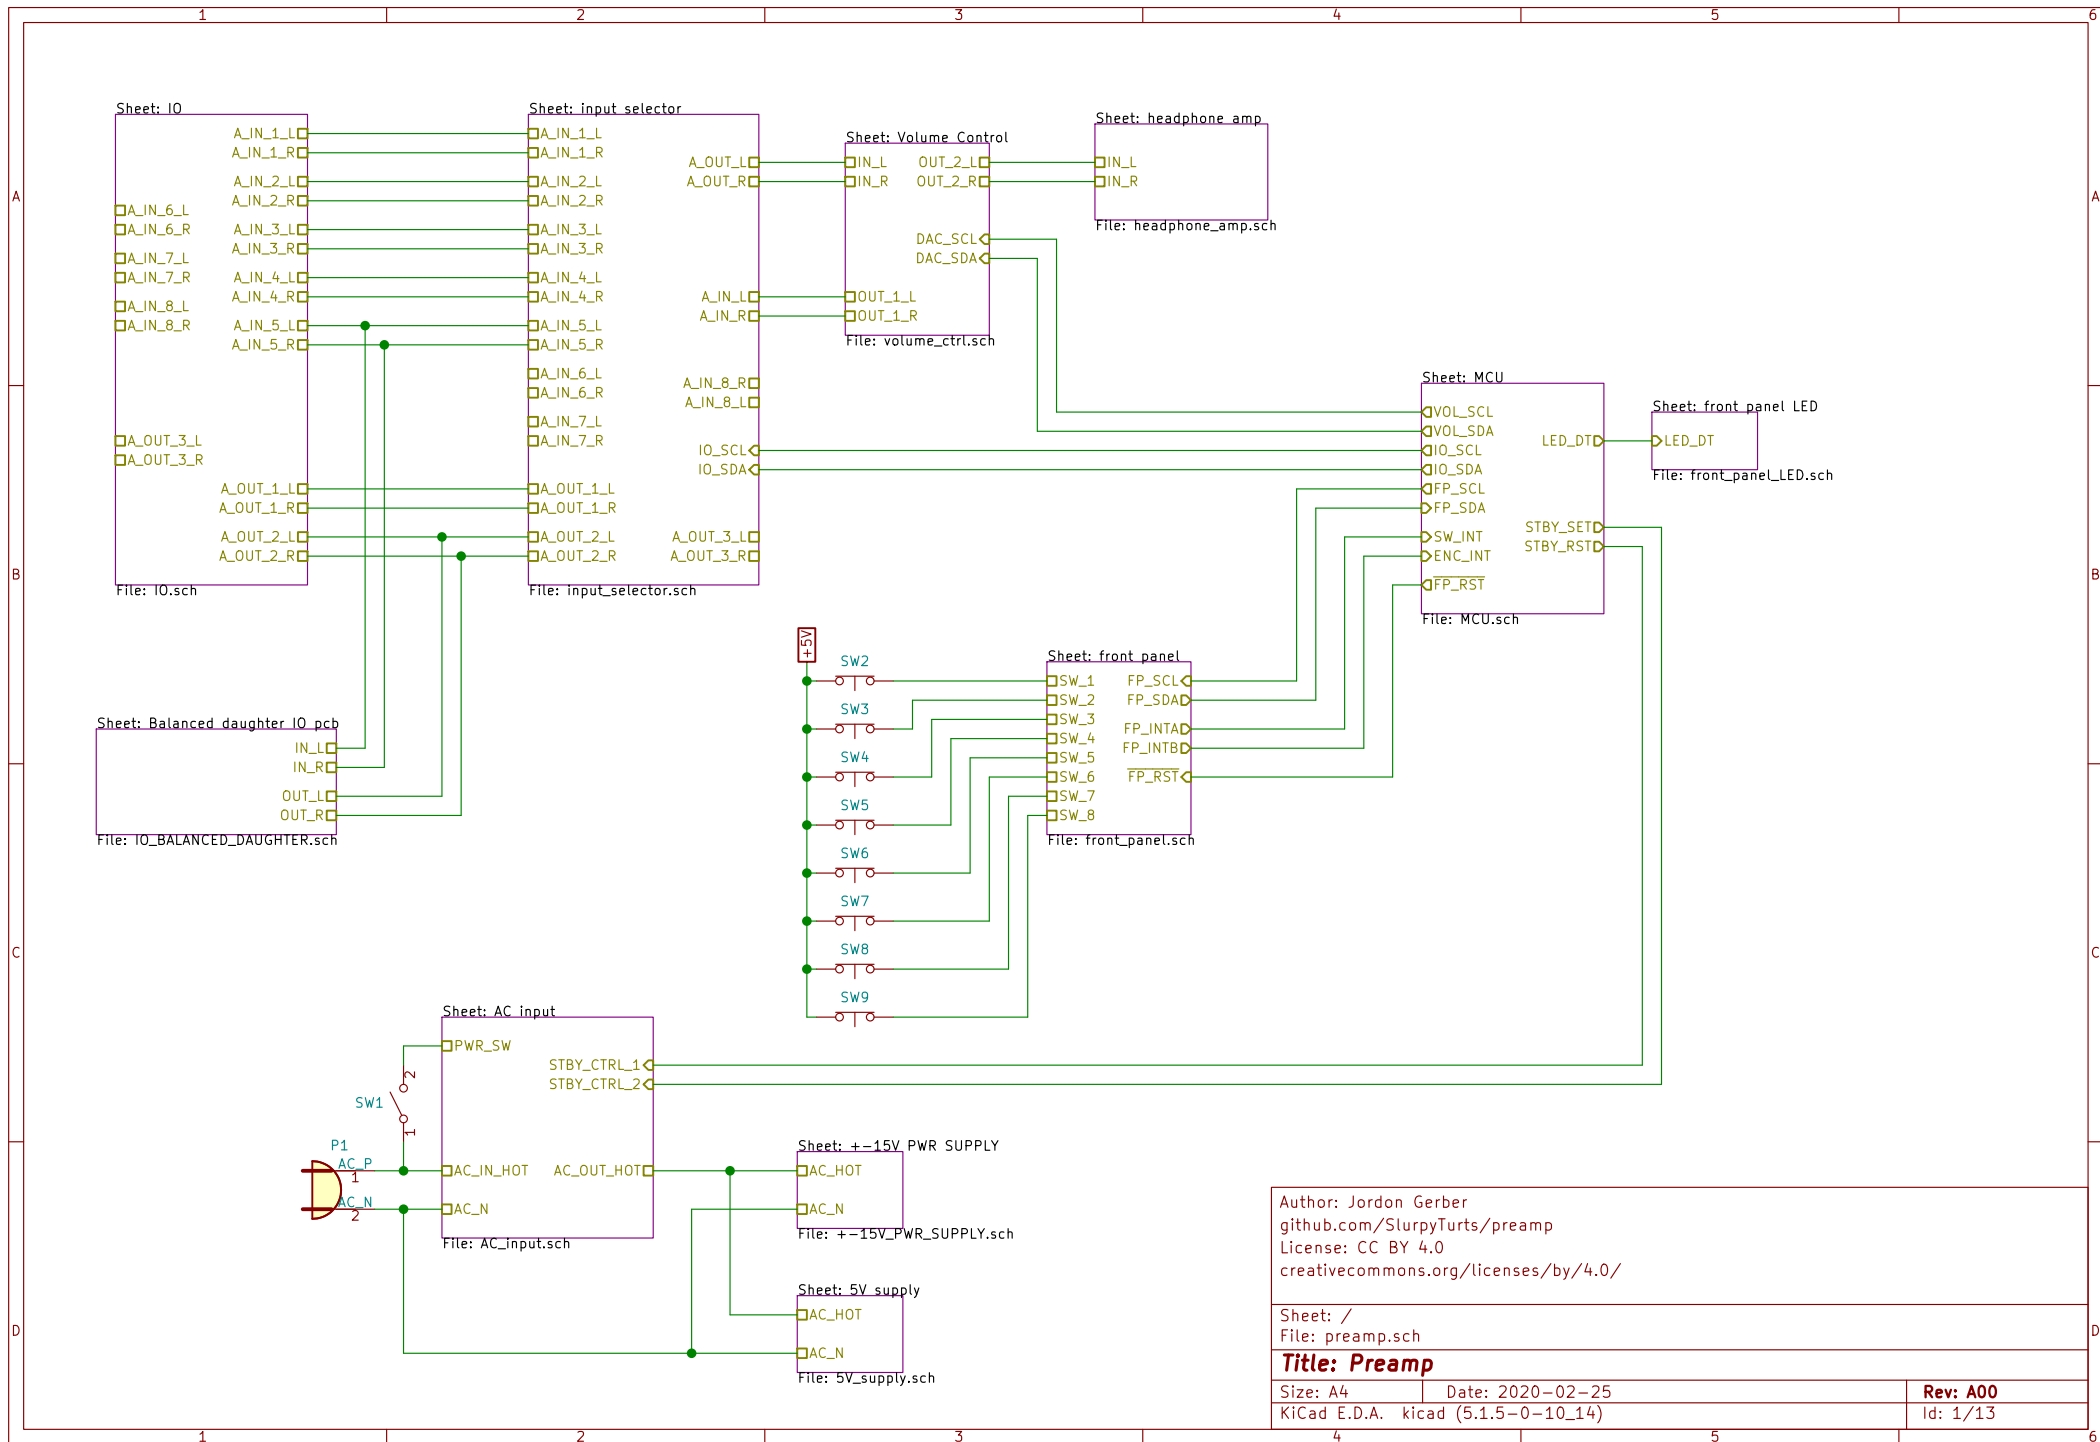 1 2 3 4 5 6
A
B
C
D
Sheet: IO
A_IN_1_L
A_IN_1_R
A_IN_2_L
A_IN_2_R
A_IN_6_L
A_IN_6_R
A_IN_3_L
A_IN_3_R
A_IN_7_L
A_IN_7_R
A_IN_4_L
A_IN_4_R
A_IN_8_L
A_IN_8_R
A_IN_5_L
A_IN_5_R
A_OUT_3_L
A_OUT_3_R
A_OUT_1_L
A_OUT_1_R
A_OUT_2_L
A_OUT_2_R
File: IO.sch
Sheet: input selector
A_IN_1_L
A_IN_1_R
A_IN_2_L
A_IN_2_R
A_IN_3_L
A_IN_3_R
A_IN_4_L
A_IN_4_R
A_IN_5_L
A_IN_5_R
A_IN_6_L
A_IN_6_R
A_IN_7_L
A_IN_7_R
A_OUT_1_L
A_OUT_1_R
A_OUT_2_L
A_OUT_2_R
A_OUT_L
A_OUT_R
A_IN_L
A_IN_R
A_IN_8_R
A_IN_8_L
IO_SCL
IO_SDA
A_OUT_3_L
A_OUT_3_R
File: input_selector.sch
Sheet: Volume Control
IN_L
IN_R
OUT_2_L
OUT_2_R
DAC_SCL
DAC_SDA
OUT_1_L
OUT_1_R
File: volume_ctrl.sch
Sheet: headphone amp
IN_L
IN_R
File: headphone_amp.sch
Sheet: MCU
VOL_SCL
VOL_SDA
IO_SCL
IO_SDA
FP_SCL
FP_SDA
SW_INT
ENC_INT
FP_RST
LED_DT
STBY_SET
STBY_RST
File: MCU.sch
Sheet: front panel LED
LED_DT
File: front_panel_LED.sch
+5V
SW2
SW3
SW4
SW5
SW6
SW7
SW8
SW9
Sheet: front panel
SW_1
SW_2
SW_3
SW_4
SW_5
SW_6
SW_7
SW_8
FP_SCL
FP_SDA
FP_INTA
FP_INTB
FP_RST
File: front_panel.sch
Sheet: Balanced daughter IO pcb
IN_L
IN_R
OUT_L
OUT_R
File: IO_BALANCED_DAUGHTER.sch
Sheet: AC input
PWR_SW
STBY_CTRL_1
STBY_CTRL_2
AC_IN_HOT
AC_OUT_HOT
AC_N
File: AC_input.sch
2
SW1
1
P1
AC_P
1
AC_N
2
Sheet: +-15V PWR SUPPLY
AC_HOT
AC_N
File: +-15V_PWR_SUPPLY.sch
Sheet: 5V supply
AC_HOT
AC_N
File: 5V_supply.sch
Author: Jordon Gerber
github.com/SlurpyTurts/preamp
License: CC BY 4.0
creativecommons.org/licenses/by/4.0/
Sheet: /
File: preamp.sch
Title: Preamp
Size: A4 Date: 2020-02-25 Rev: A00
KiCad E.D.A. kicad (5.1.5-0-10_14) Id: 1/13
A
B
C
D
1 2 3 4 5 6